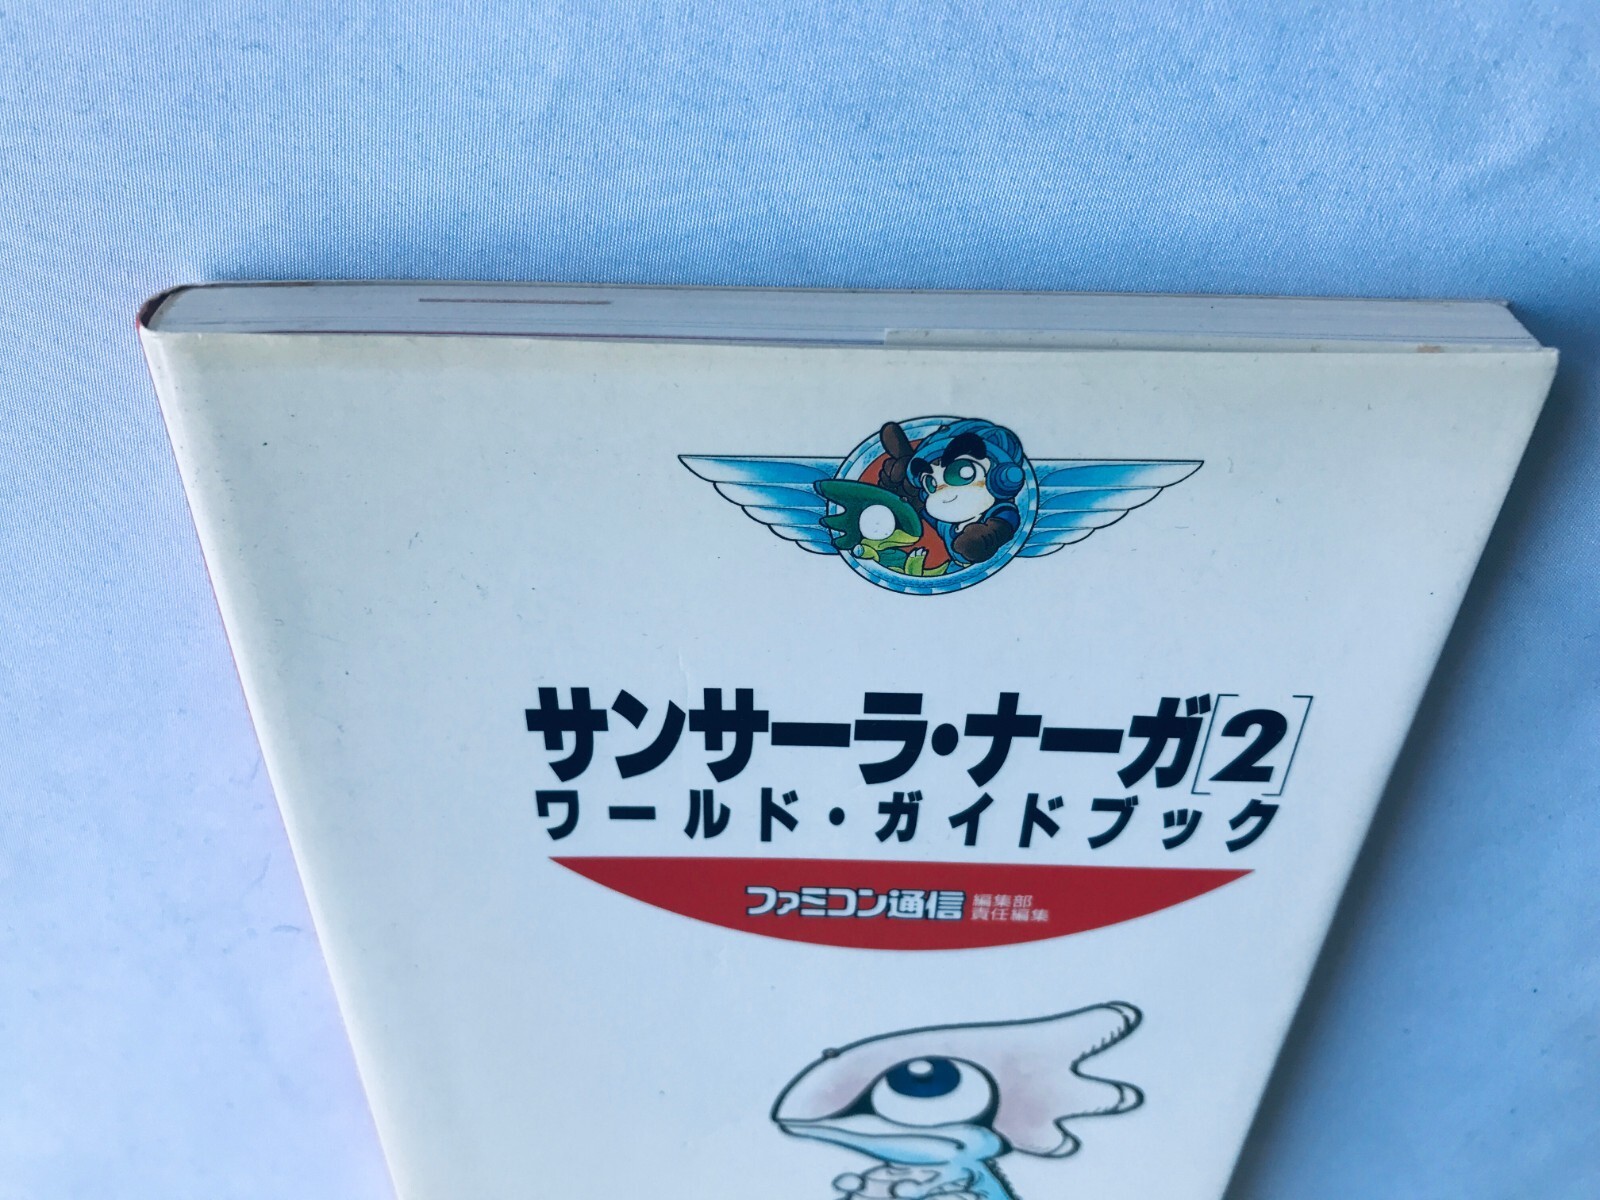 サンサーラ・ナーガ[2]
ワールド・ガイドブック
ファミコン通信 編集部
責任編集